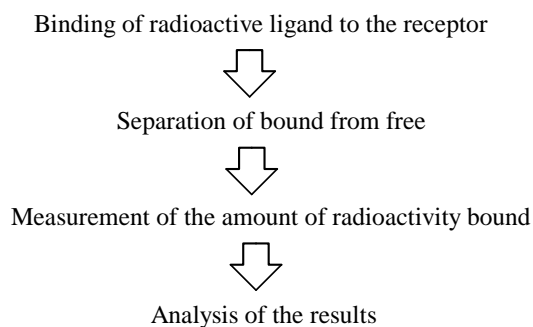 Binding of radioactive ligand to the receptor
Separation of bound from free
Measurement of the amount of radioactivity bound
Analysis of the results